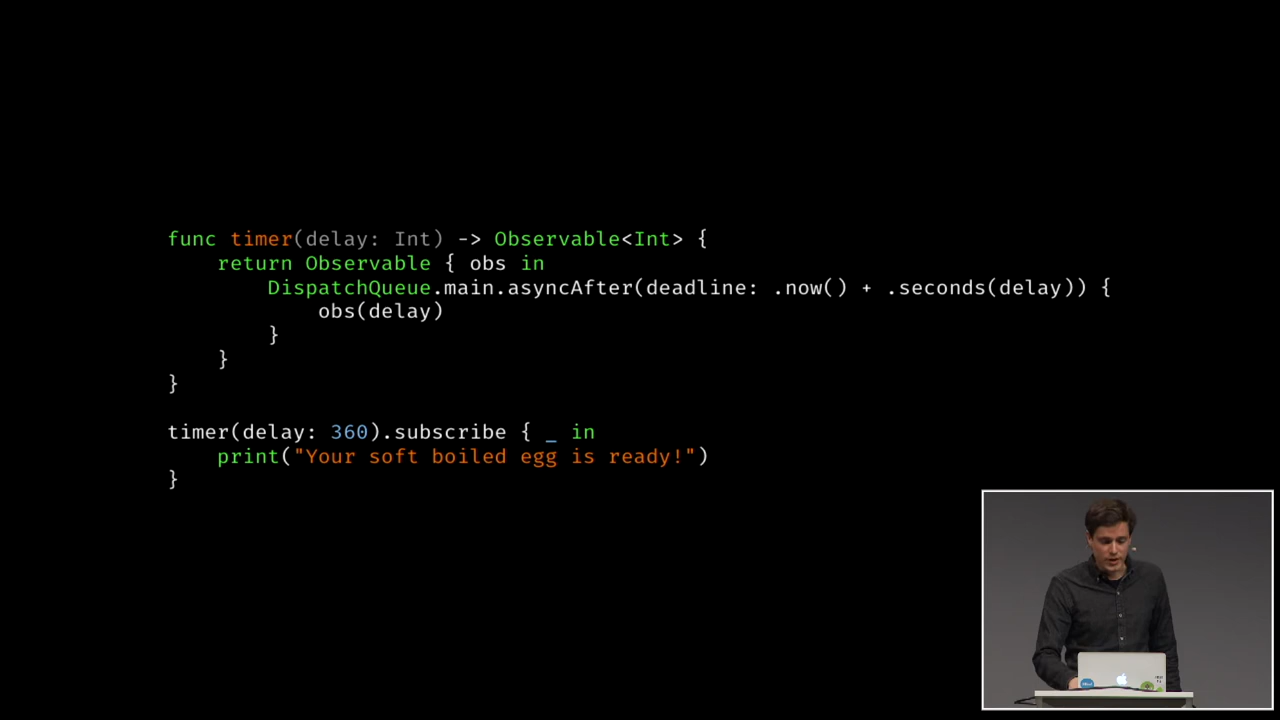 func timer(delay: Int) -> Observable<Int> {
    return Observable { obs in
        DispatchQueue.main.asyncAfter(deadline: .now() + .seconds(delay)) {
            obs(delay)
        }
    }
}
timer(delay: 360).subscribe { _ in
    print("Your soft boiled egg is ready!")
}